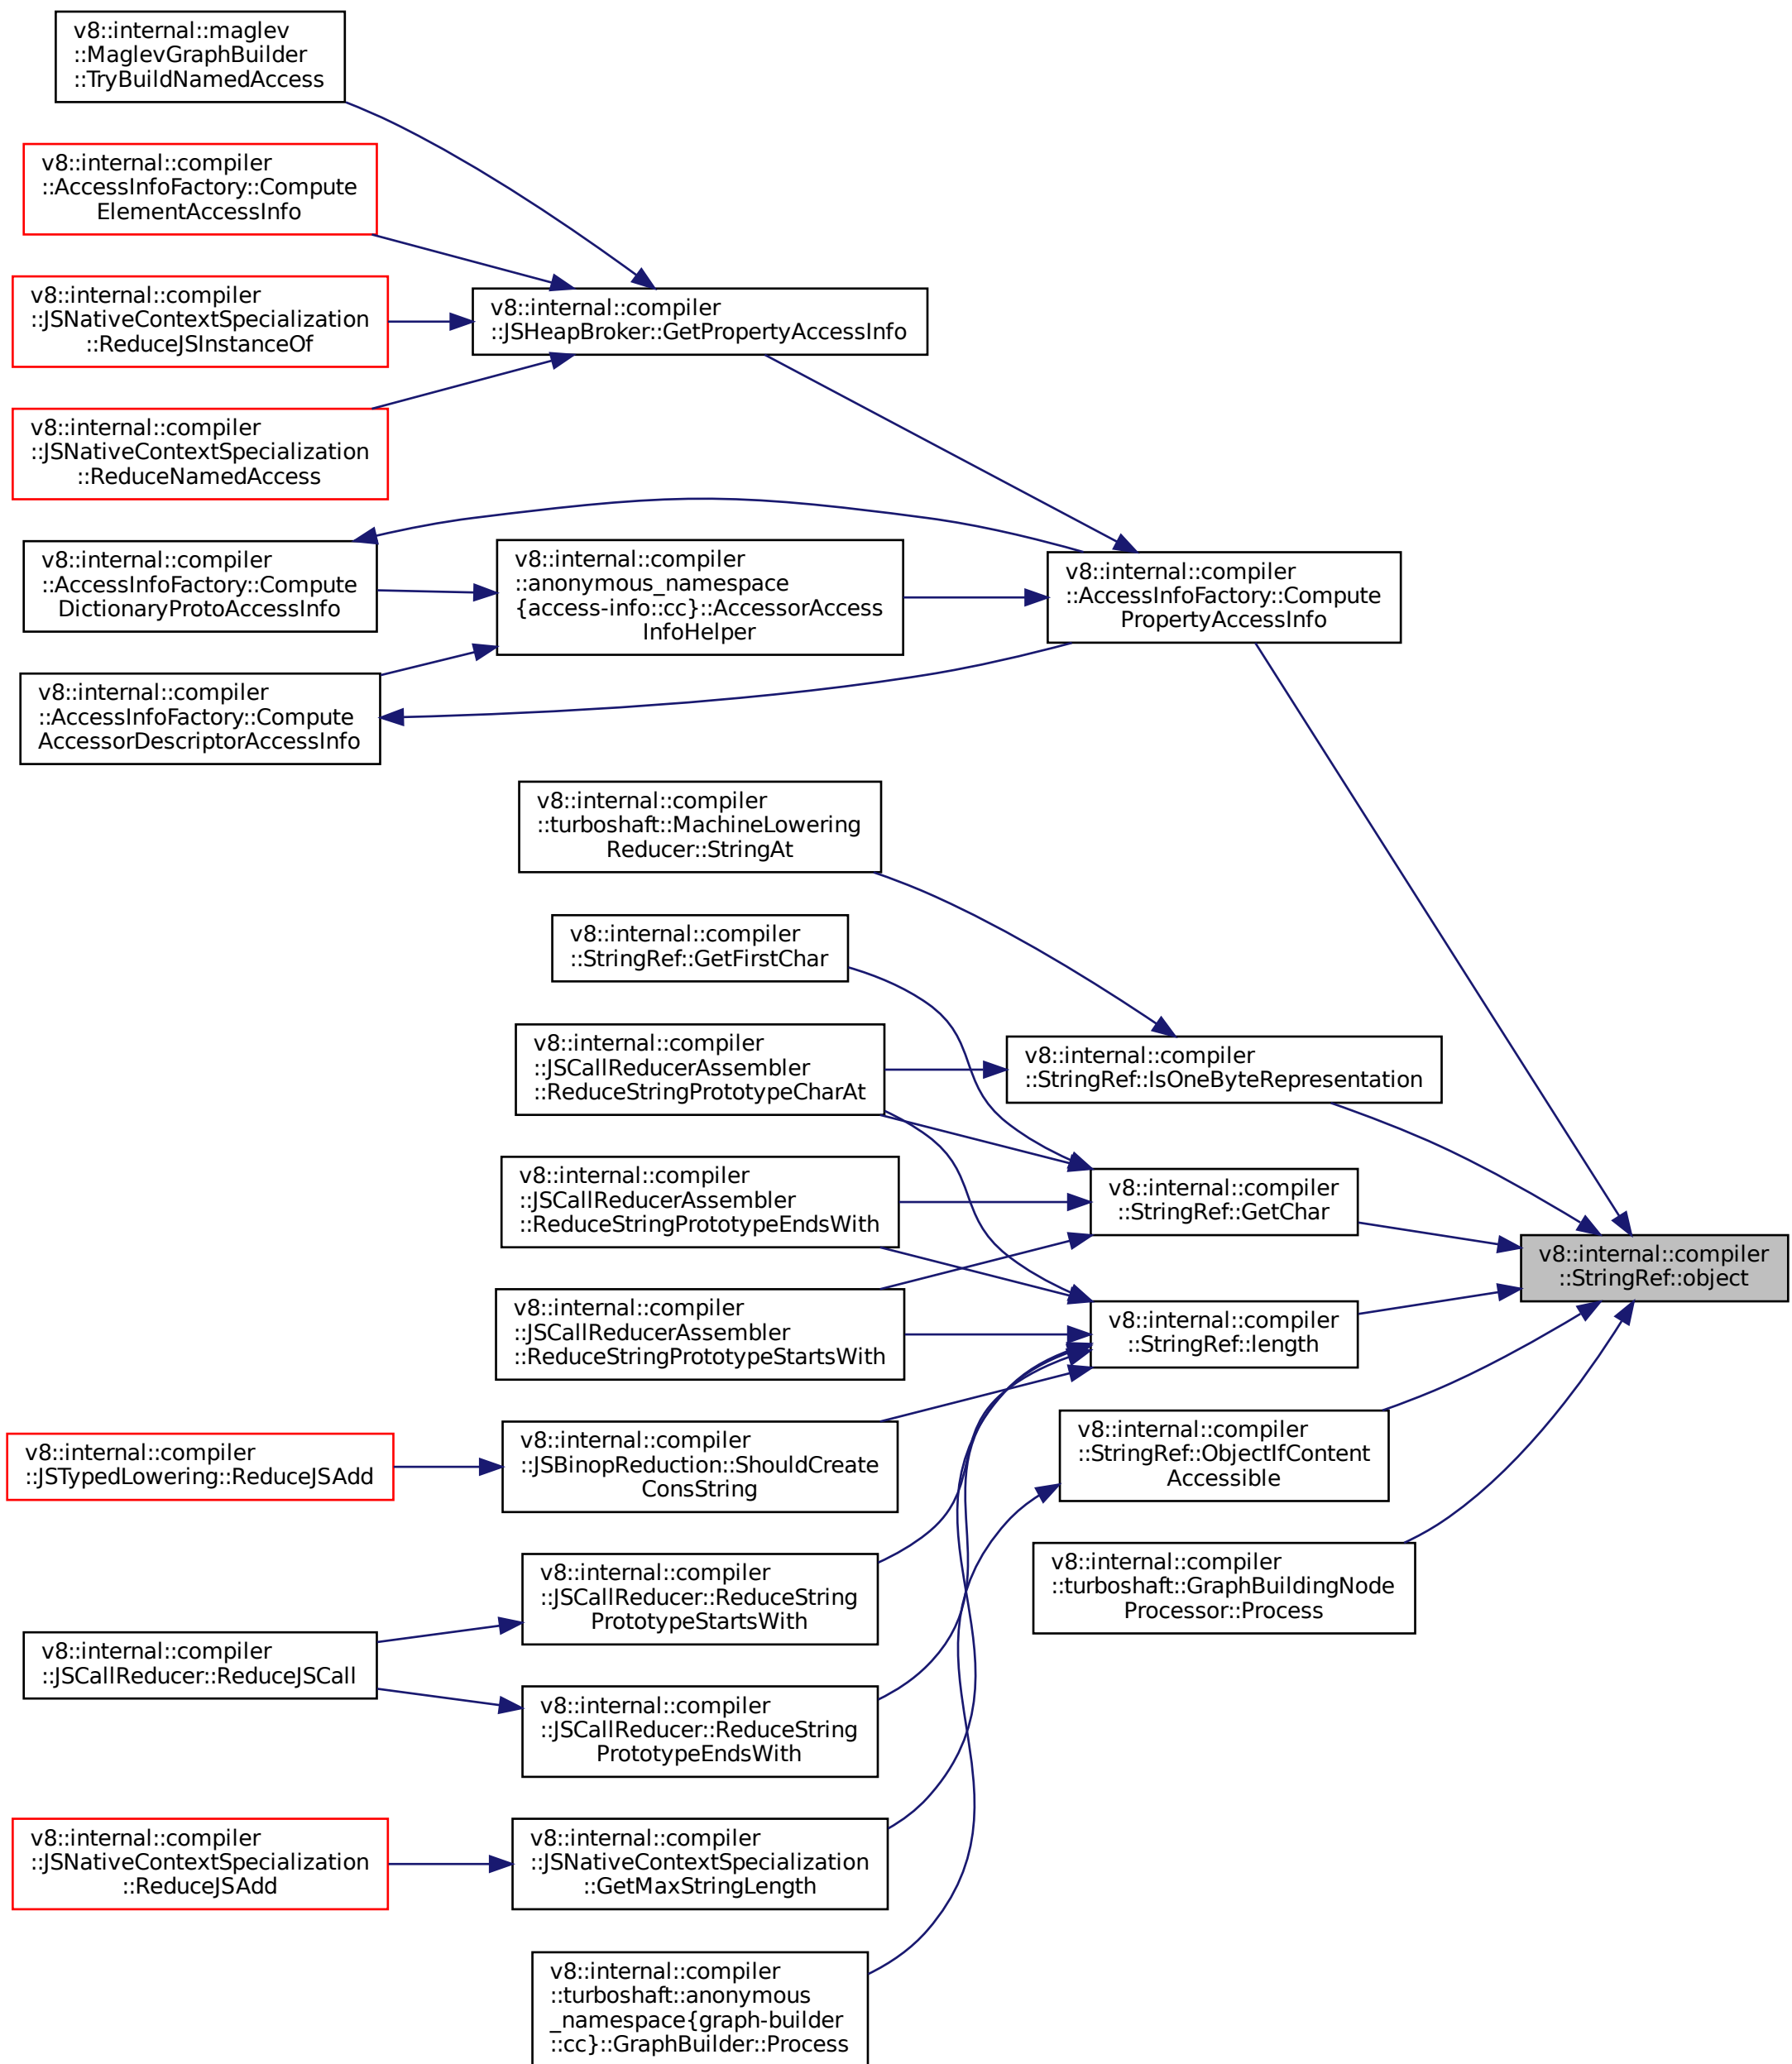 v8::internal::maglev
::MaglevGraphBuilder
::TryBuildNamedAccess
v8::internal::compiler
::AccessInfoFactory::Compute
ElementAccessInfo
v8::internal::compiler
::JSNativeContextSpecialization
::ReduceJSInstanceOf
v8::internal::compiler
::JSHeapBroker::GetPropertyAccessInfo
v8::internal::compiler
::JSNativeContextSpecialization
::ReduceNamedAccess
v8::internal::compiler
::AccessInfoFactory::Compute
DictionaryProtoAccessInfo
v8::internal::compiler
::anonymous_namespace
{access-info::cc}::AccessorAccess
InfoHelper
v8::internal::compiler
::AccessInfoFactory::Compute
PropertyAccessInfo
v8::internal::compiler
::AccessInfoFactory::Compute
AccessorDescriptorAccessInfo
v8::internal::compiler
::turboshaft::MachineLowering
Reducer::StringAt
v8::internal::compiler
::StringRef::GetFirstChar
v8::internal::compiler
::JSCallReducerAssembler
::ReduceStringPrototypeCharAt
v8::internal::compiler
::StringRef::IsOneByteRepresentation
v8::internal::compiler
::JSCallReducerAssembler
::ReduceStringPrototypeEndsWith
v8::internal::compiler
::StringRef::GetChar
v8::internal::compiler
::StringRef::object
v8::internal::compiler
::JSCallReducerAssembler
::ReduceStringPrototypeStartsWith
v8::internal::compiler
::StringRef::length
v8::internal::compiler
::JSTypedLowering::ReduceJSAdd
v8::internal::compiler
::JSBinopReduction::ShouldCreate
ConsString
v8::internal::compiler
::StringRef::ObjectIfContent
Accessible
v8::internal::compiler
::JSCallReducer::ReduceString
PrototypeStartsWith
v8::internal::compiler
::turboshaft::GraphBuildingNode
Processor::Process
v8::internal::compiler
::JSCallReducer::ReduceJSCall
v8::internal::compiler
::JSCallReducer::ReduceString
PrototypeEndsWith
v8::internal::compiler
::JSNativeContextSpecialization
::ReduceJSAdd
v8::internal::compiler
::JSNativeContextSpecialization
::GetMaxStringLength
v8::internal::compiler
::turboshaft::anonymous
_namespace{graph-builder
::cc}::GraphBuilder::Process